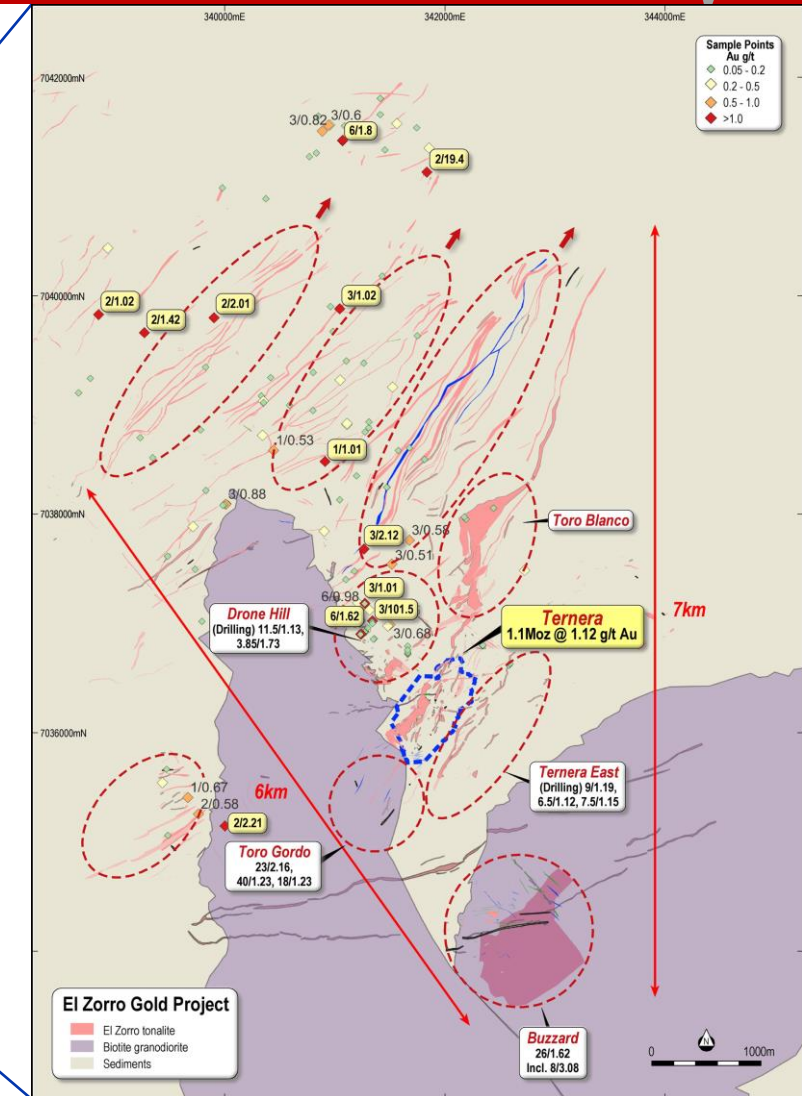 340000mE
342000mE
344000mE
7042000mN
7040000mN
7038000mN
7036000mN
Sample Points
Au g/t
0.05 - 0.2
0.2 - 0.5
0.5 - 1.0
>1.0
3/0.82
3/0.6
6/1.8
2/19.4
2/1.02
2/1.42
2/2.01
3/1.02
1/0.53
1/1.01
3/0.88
3/2.12
3/0.58
3/0.51
Toro Blanco
3/1.01
6/0.98
3/101.5
6/1.62
3/0.68
Drone Hill
(Drilling) 11.5/1.13,
3.85/1.73
Ternera
1.1Moz @ 1.12 g/t Au
7km
Ternera East
(Drilling) 9/1.19,
6.5/1.12, 7.5/1.15
1/0.67
2/0.58
2/2.21
6km
Toro Gordo
23/2.16,
40/1.23, 18/1.23
Buzzard
26/1.62
Incl. 8/3.08
El Zorro Gold Project
El Zorro tonalite
Biotite granodiorite
Sediments
N
0
1000m